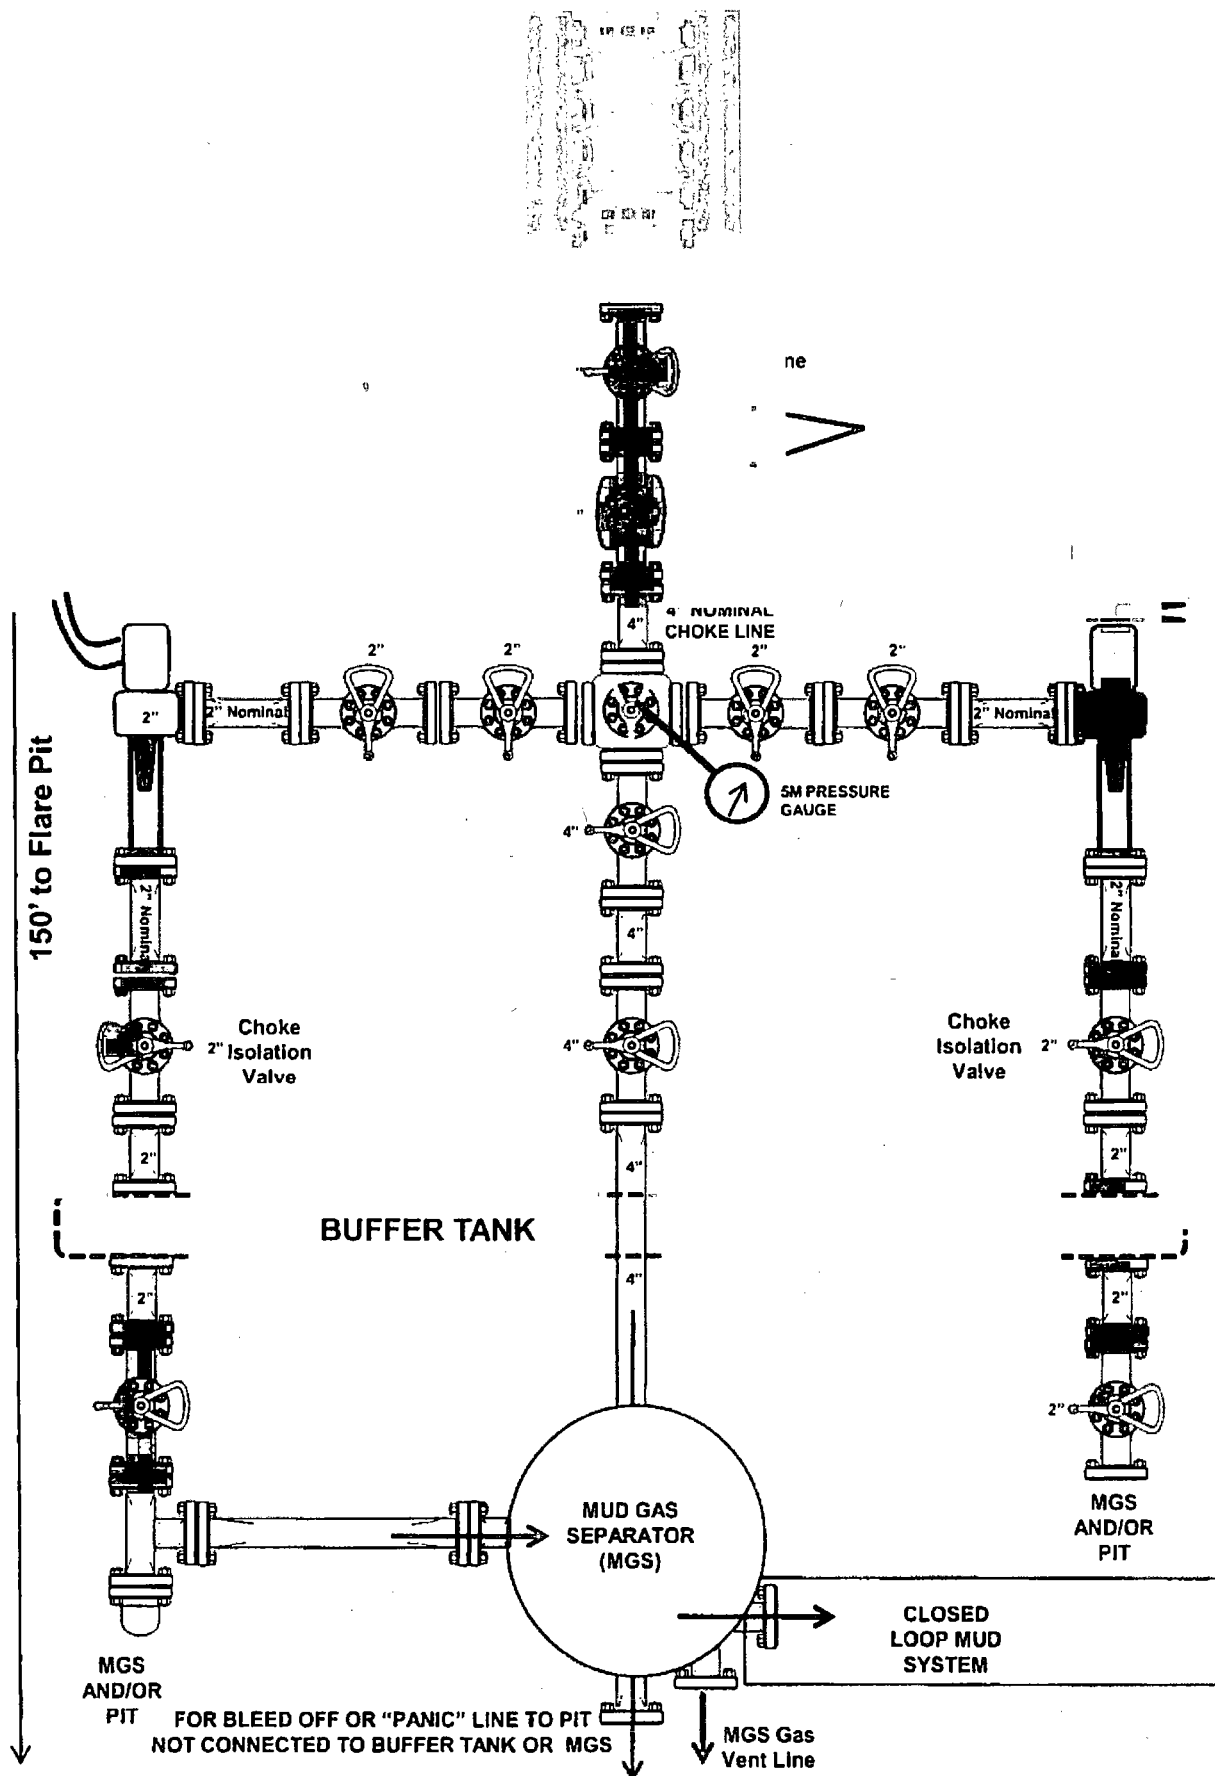 ne
4" NOMINAL
CHOKE LINE
4"
2"
2"
2"
2"
2"
2" Nominal
2" Nominal
5M PRESSURE
GAUGE
4"
150' to Flare Pit
2" Nominal
4"
2" Nominal
Choke
Isolation
Valve
2"
4"
Choke
Isolation
Valve
2"
2"
4"
2"
BUFFER TANK
4"
2"
2"
2"
MUD GAS
SEPARATOR
(MGS)
MGS
AND/OR
PIT
CLOSED
LOOP MUD
SYSTEM
MGS
AND/OR
PIT
FOR BLEED OFF OR "PANIC" LINE TO PIT
NOT CONNECTED TO BUFFER TANK OR MGS
MGS Gas
Vent Line